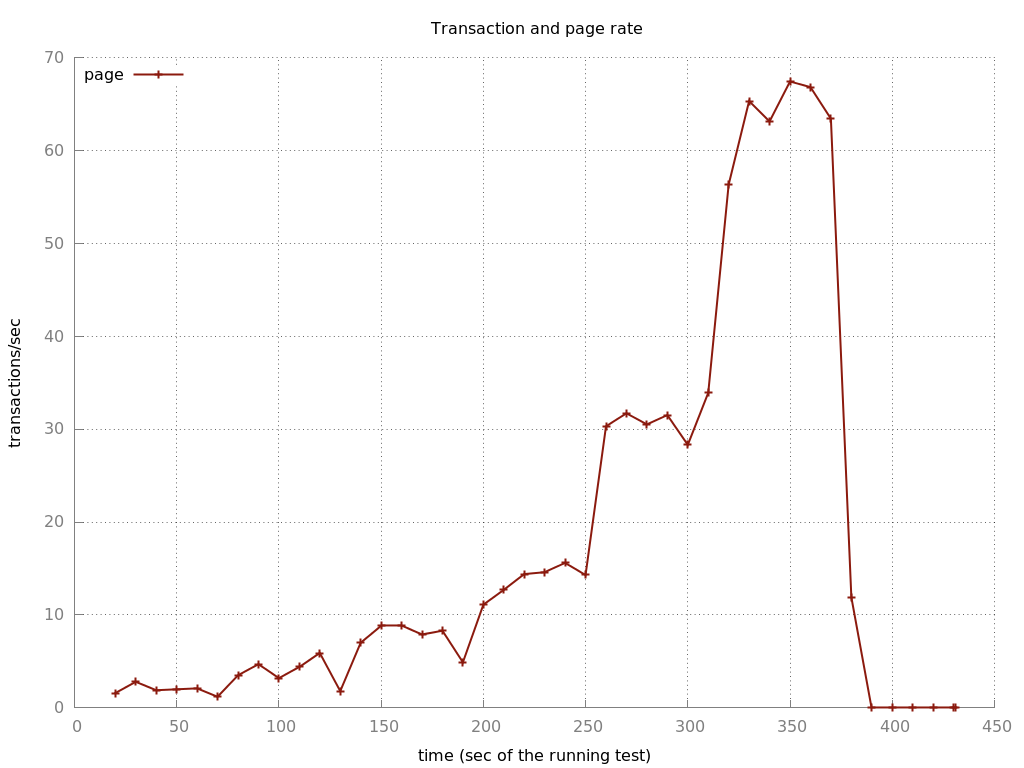 Transaction and page rate
page
70
60
50
40
30
20
10
0
transactions/sec
0 50 100 150 200 250 300 350 400 450
time (sec of the running test)